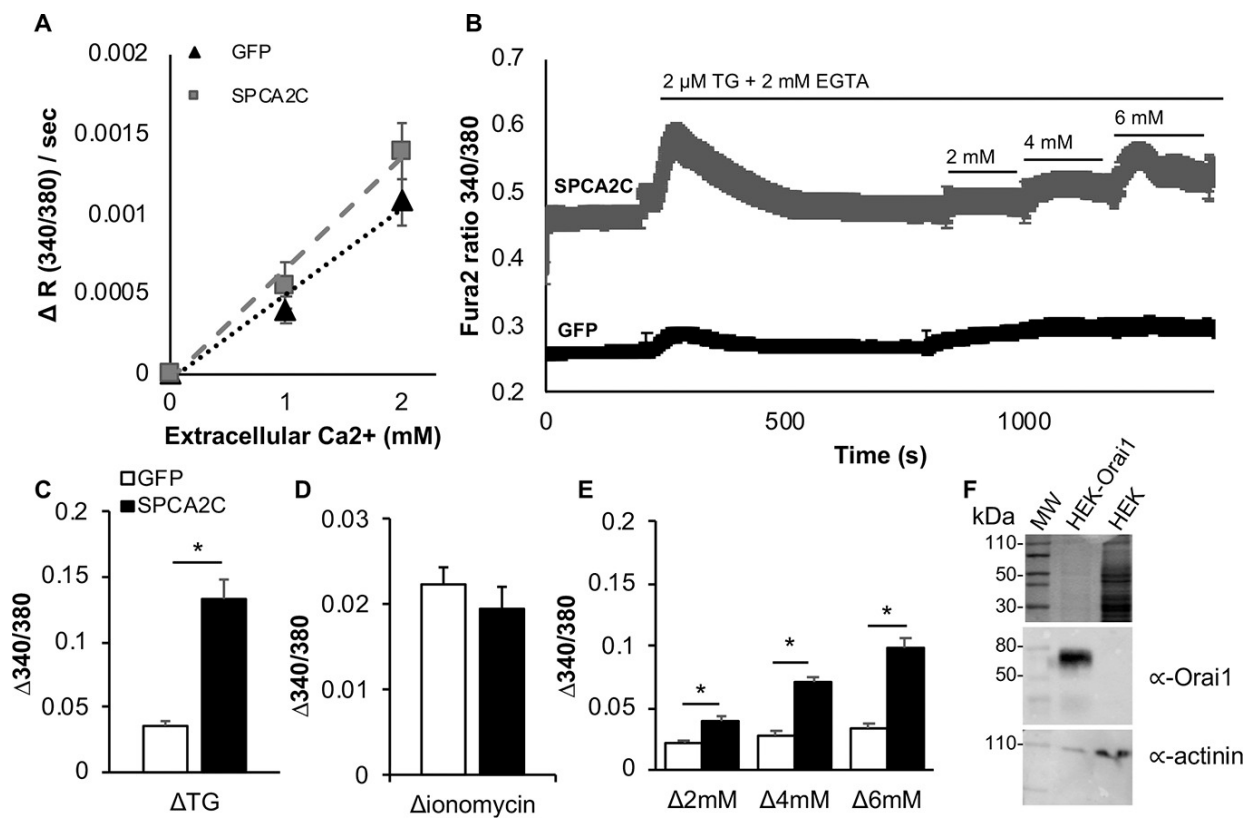 A
GFP
SPCA2C
0.002
0.0015
0.001
0.0005
0
0 1 2
Δ R (340/380) / sec
Extracellular Ca2+ (mM)
B
0.7
0.6
0.5
0.4
0.3
0.2
Fura2 ratio 340/380
2 µM TG + 2 mM EGTA
2 mM
4 mM
6 mM
SPCA2C
GFP
0 500 1000
Time (s)
C
GFP
SPCA2C
0.2
0.15
0.1
0.05
0
Δ340/380
*
ΔTG
D
0.03
0.02
0.01
0
Δ340/380
Δionomycin
E
0.2
0.15
0.1
0.05
0
Δ340/380
*
*
*
Δ2mM Δ4mM Δ6mM
F
kDa
MW
HEK-Orai1
HEK
110-
50-
30-
80-
50-
∝-Orai1
110-
∝-actinin